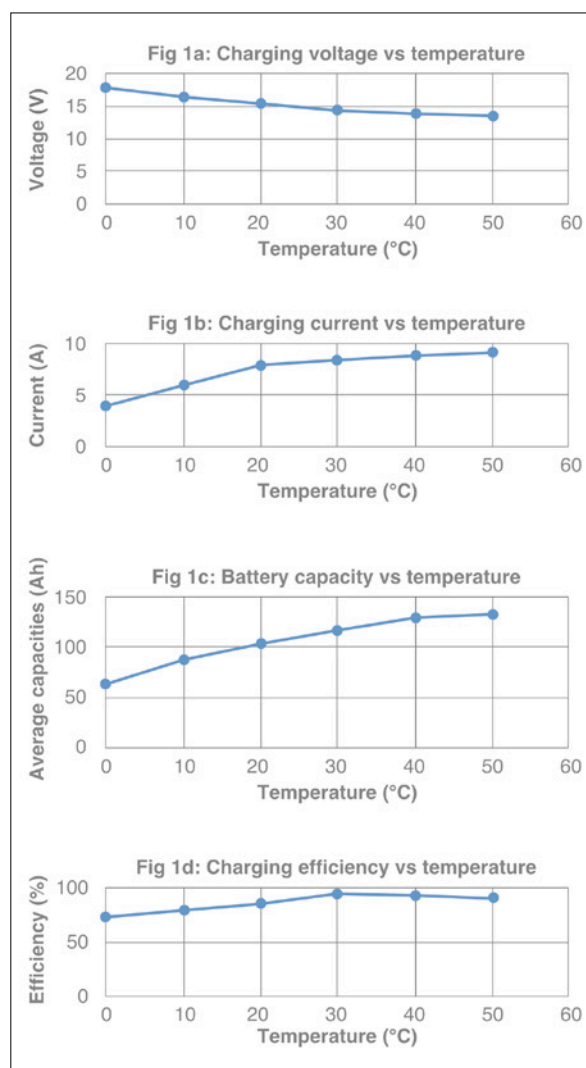 Fig 1a: Charging voltage vs temperature
Voltage (V)
20
15
10
5
0
0 10 20 30 40 50 60
Temperature (°C)
Fig 1b: Charging current vs temperature
Current (A)
10
5
0
0 10 20 30 40 50 60
Temperature (°C)
Fig 1c: Battery capacity vs temperature
Average capacities (Ah)
150
100
50
0
0 10 20 30 40 50 60
Temperature (°C)
Fig 1d: Charging efficiency vs temperature
Efficiency (%)
100
50
0
0 10 20 30 40 50 60
Temperature (°C)